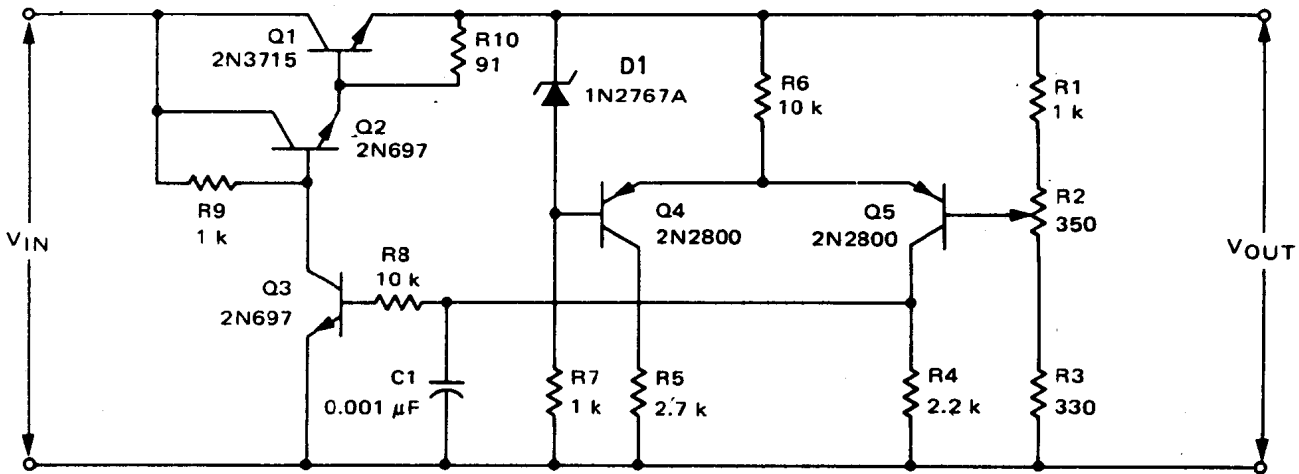 Q1
2N3715
R10
91
D1
1N2767A
R6
10 k
R1
1 k
Q2
2N697
R9
1 k
Q4
2N2800
Q5
2N2800
R2
350
VIN
VOUT
R8
10 k
Q3
2N697
C1
0.001 µF
R7
1 k
R5
2.7 k
R4
2.2 k
R3
330